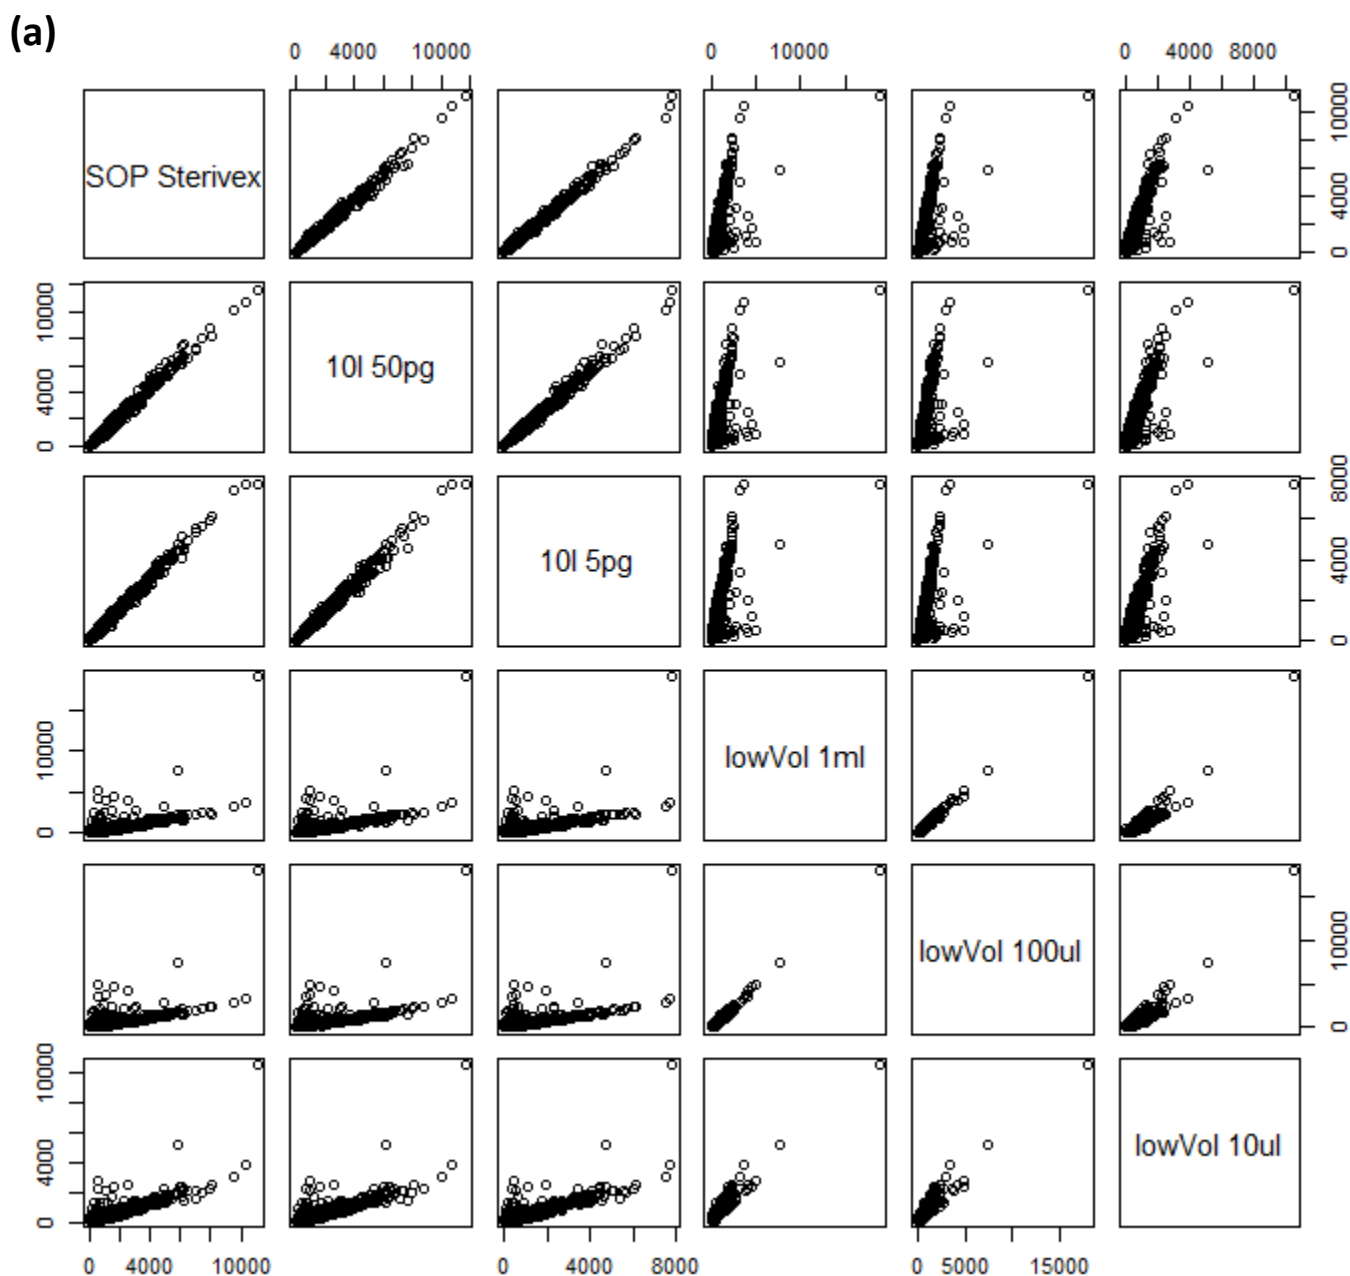 (a)
0 4000 10000 0 10000 0 4000 8000
SOP Sterivex
0 4000 10000
0 4000 10000
10l 50pg
10l 5pg
0 4000 8000
0 10000
lowVol 1ml
lowVol 100ul
0 10000
0 4000 10000
lowVol 10ul
0 4000 10000 0 4000 8000 0 5000 15000